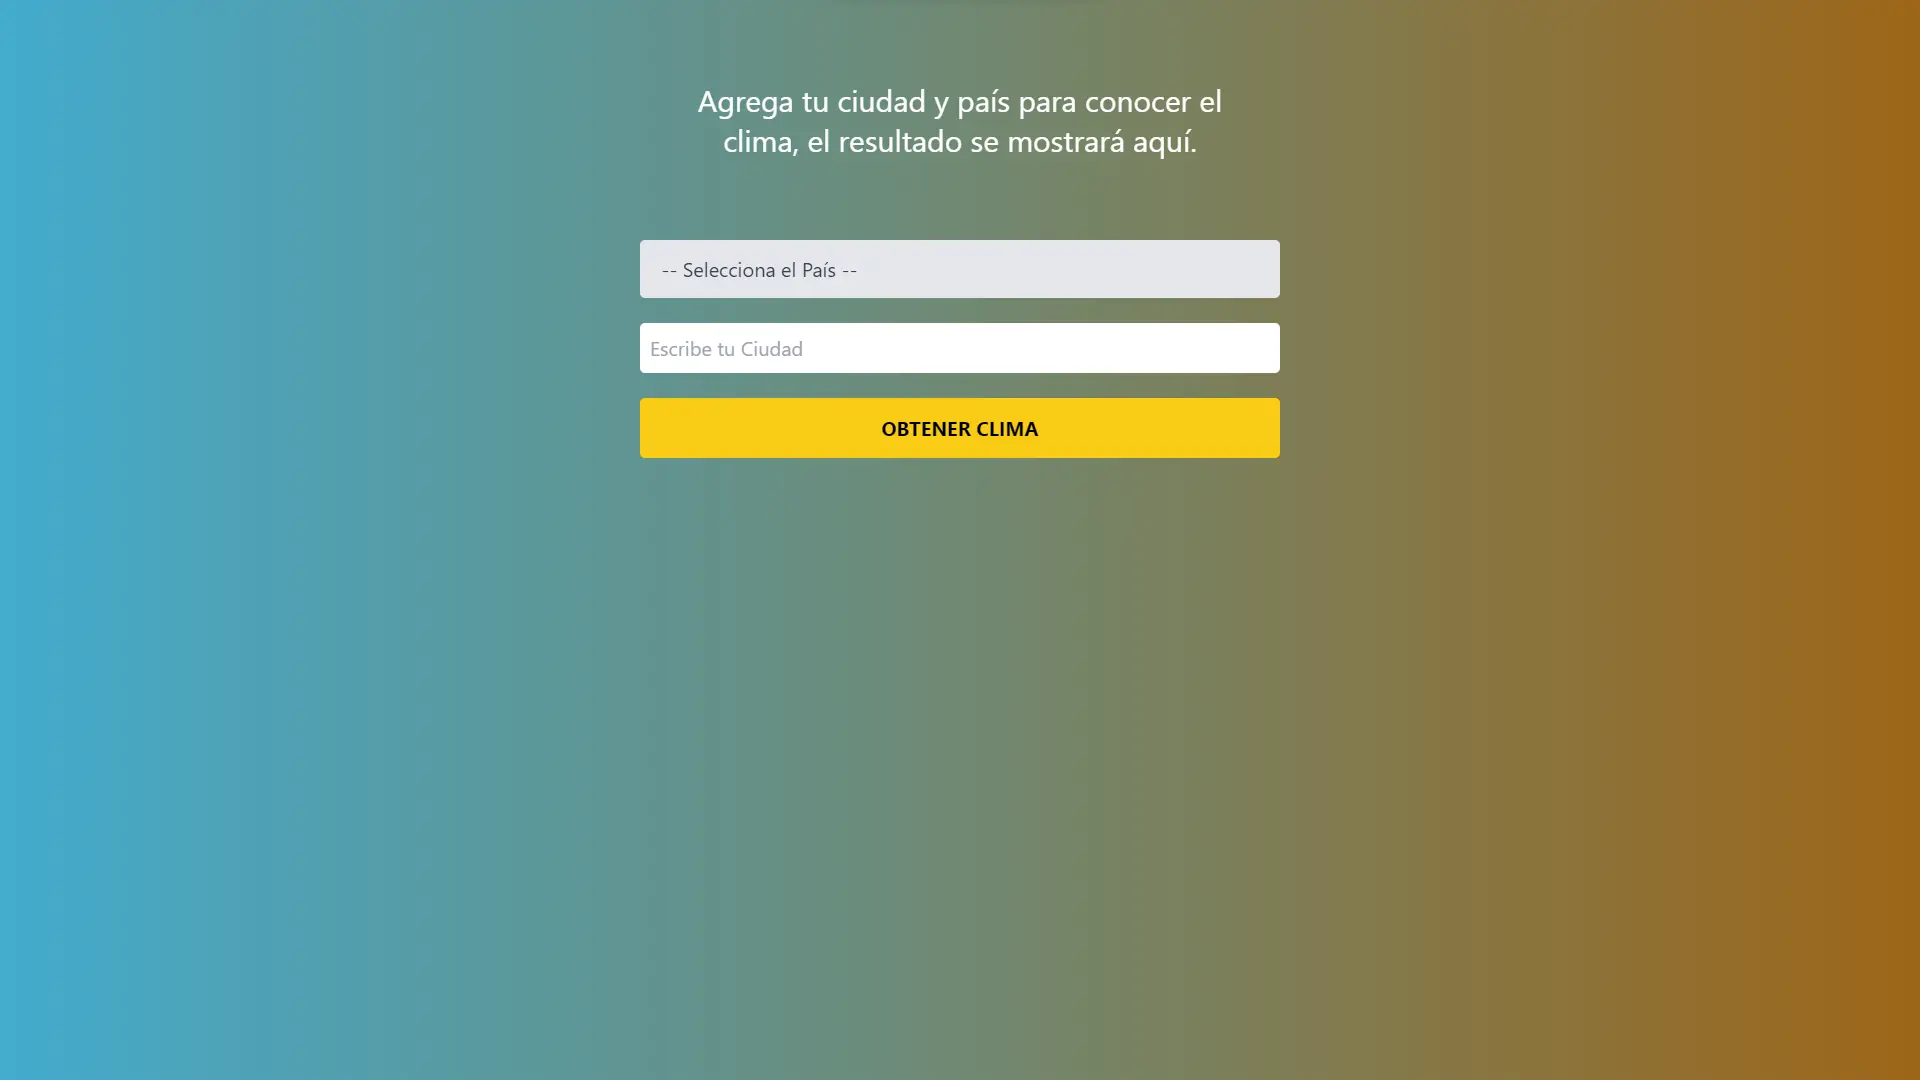 Agrega tu ciudad y país para conocer el
clima, el resultado se mostrará aquí.
-- Selecciona el País --
Escribe tu Ciudad
OBTENER CLIMA